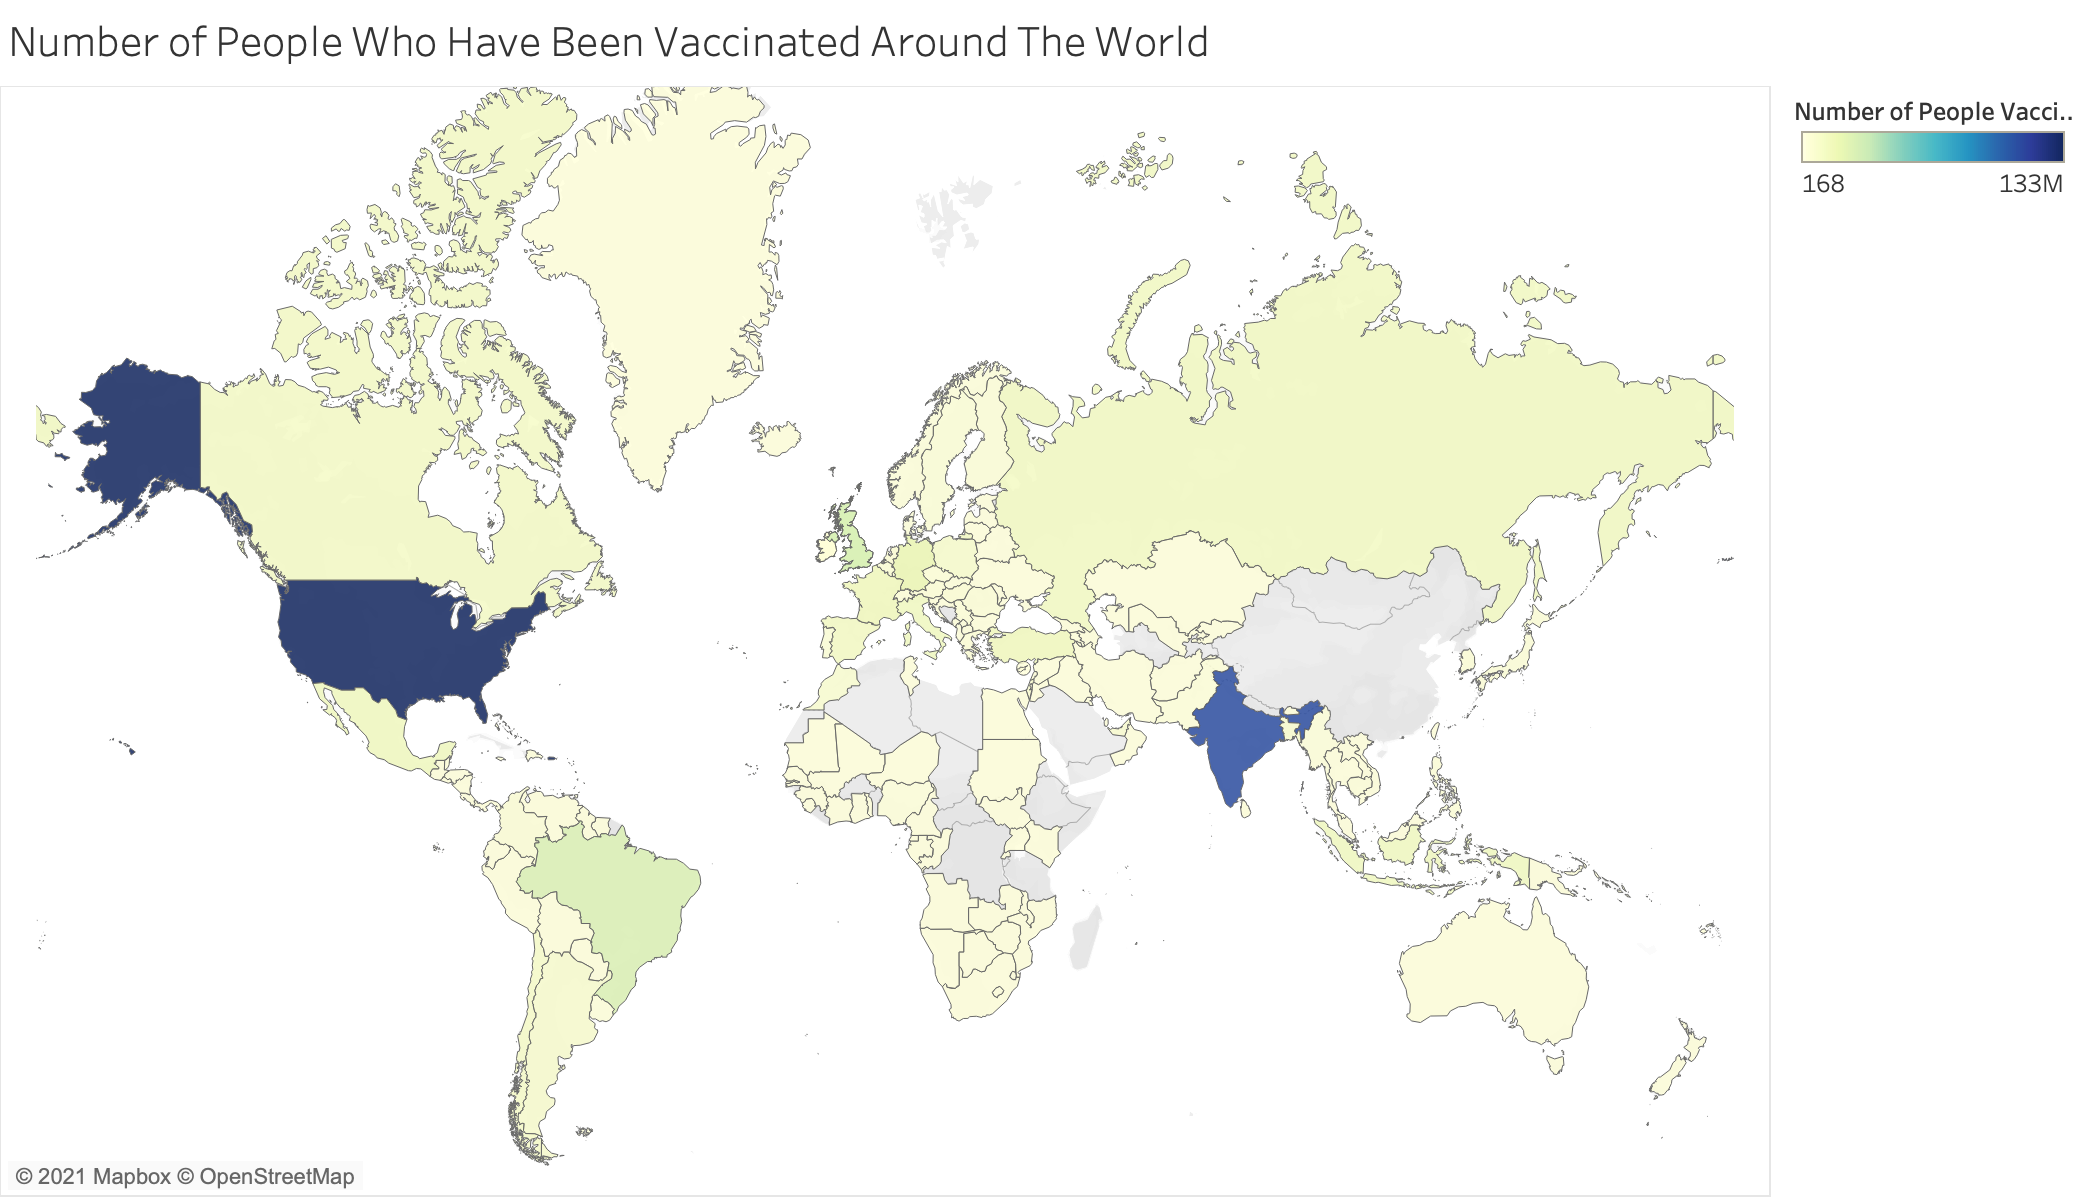 Number of People Who Have Been Vaccinated Around The World
Number of People Vacci..
168 133M
© 2021 Mapbox © OpenStreetMap